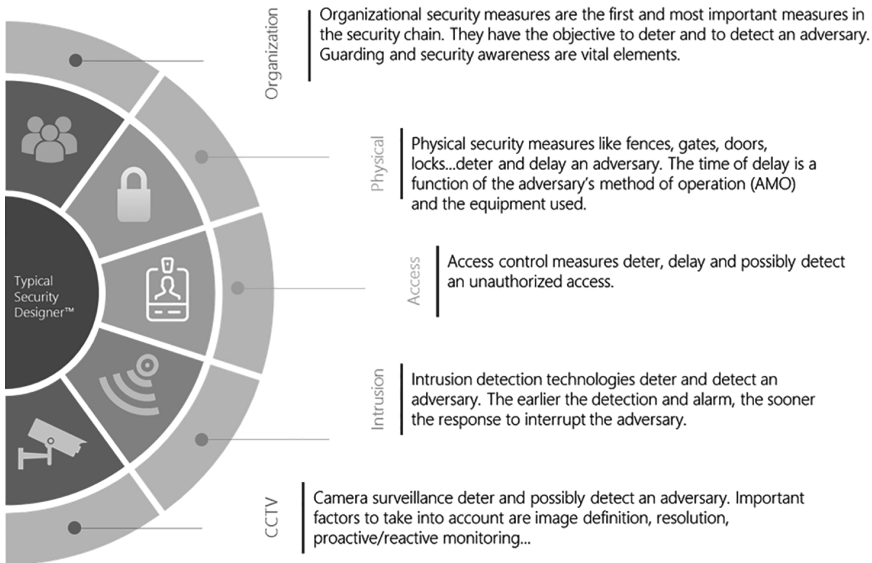 Organization
Organizational security measures are the first and most important measures in
the security chain. They have the objective to deter and to detect an adversary.
Guarding and security awareness are vital elements.
Physical
Physical security measures like fences, gates, doors,
locks...deter and delay an adversary. The time of delay is a
function of the adversary's method of operation (AMO)
and the equipment used.
Typical
Security
Designer™
Access
Access control measures deter, delay and possibly detect
an unauthorized access.
Intrusion
Intrusion detection technologies deter and detect an
adversary. The earlier the detection and alarm, the sooner
the response to interrupt the adversary.
CCTV
Camera surveillance deter and possibly detect an adversary. Important
factors to take into account are image definition, resolution,
proactive/reactive monitoring...